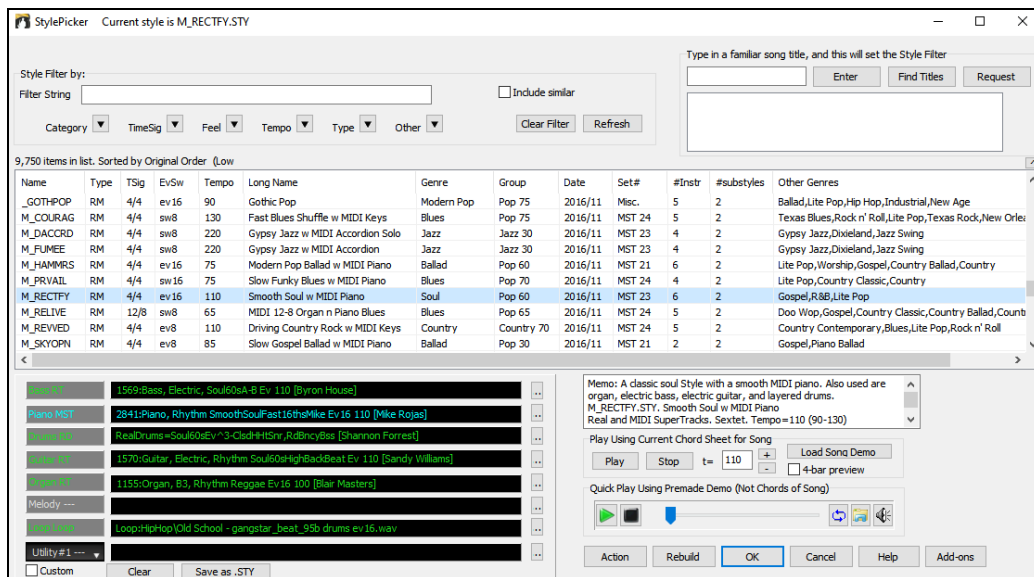 StylePicker Current style is M_RECTFY.STY
Type in a familiar song title, and this will set the Style Filter
Enter Find Titles Request
Style Filter by:
Filter String Include similar
Category TimeSig Feel Tempo Type Other Clear Filter Refresh
9,750 items in list. Sorted by Original Order (Low
Name Type TSig EvSw Tempo Long Name Genre Group Date Set# #Instr #substyles Other Genres
_GOTHPOP RM 4/4 ev16 90 Gothic Pop Modern Pop Pop 75 2016/11 Misc. 5 2 Ballad,Lite Pop,Hip Hop,Industrial,New Age
M_COURAG RM 4/4 sw8 130 Fast Blues Shuffle w MIDI Keys Blues Pop 75 2016/11 MST 24 5 2 Texas Blues,Rock n' Roll,Lite Pop,Texas Rock,New Orlea
M_DACCRD RM 4/4 sw8 220 Gypsy Jazz w MIDI Accordion Solo Jazz Jazz 30 2016/11 MST 23 4 2 Gypsy Jazz,Dixieland,Jazz Swing
M_FUMEE RM 4/4 sw8 220 Gypsy Jazz w MIDI Accordion Jazz Jazz 30 2016/11 MST 23 4 2 Gypsy Jazz,Dixieland,Jazz Swing
M_HAMMRS RM 4/4 ev16 75 Modern Pop Ballad w MIDI Piano Ballad Pop 60 2016/11 MST 21 6 2 Lite Pop,Worship,Gospel,Country Ballad,Country
M_PRVAIL RM 4/4 sw16 75 Slow Funky Blues w MIDI Piano Blues Pop 70 2016/11 MST 24 4 2 Lite Pop,Country Classic,Country
M_RECTFY RM 4/4 ev16 110 Smooth Soul w MIDI Piano Soul Pop 60 2016/11 MST 23 6 2 Gospel,R&B,Lite Pop
M_RELIVE RM 12/8 sw8 65 MIDI 12-8 Organ n Piano Blues Blues Pop 65 2016/11 MST 24 5 2 Doo Wop,Gospel,Country Classic,Country Ballad,Count
M_REVVED RM 4/4 ev8 110 Driving Country Rock w MIDI Keys Country Country 70 2016/11 MST 24 5 2 Country Contemporary,Blues,Lite Pop,Rock n' Roll
M_SKYOPN RM 4/4 ev8 85 Slow Gospel Ballad w MIDI Piano Ballad Pop 30 2016/11 MST 21 2 2 Gospel,Piano Ballad
Bass RT 1569:Bass, Electric, Soul60sA-B Ev 110 [Byron House]
Piano MST 2841:Piano, Rhythm SmoothSoulFast16thsMike Ev16 110 [Mike Rojas]
Drums RD RealDrums=Soul60sEv^3-ClsdHHtSnr,RdBncyBss [Shannon Forrest]
Guitar RT 1570:Guitar, Electric, Rhythm Soul60sHighBackBeat Ev 110 [Sandy Williams]
Organ RT 1155:Organ, B3, Rhythm Reggae Ev16 100 [Blair Masters]
Melody ---
Loop Loop Loop:HipHop\Old School - gangstar_beat_95b drums ev16.wav
Utility#1 ---
Custom Clear Save as .STY
Memo: A classic soul Style with a smooth MIDI piano. Also used are
organ, electric bass, electric guitar, and layered drums.
M_RECTFY.STY. Smooth Soul w MIDI Piano
Real and MIDI SuperTracks. Sextet. Tempo=110 (90-130)
Play Using Current Chord Sheet for Song
Play Stop t= 110 + - Load Song Demo
4-bar preview
Quick Play Using Premade Demo (Not Chords of Song)
Action Rebuild OK Cancel Help Add-ons